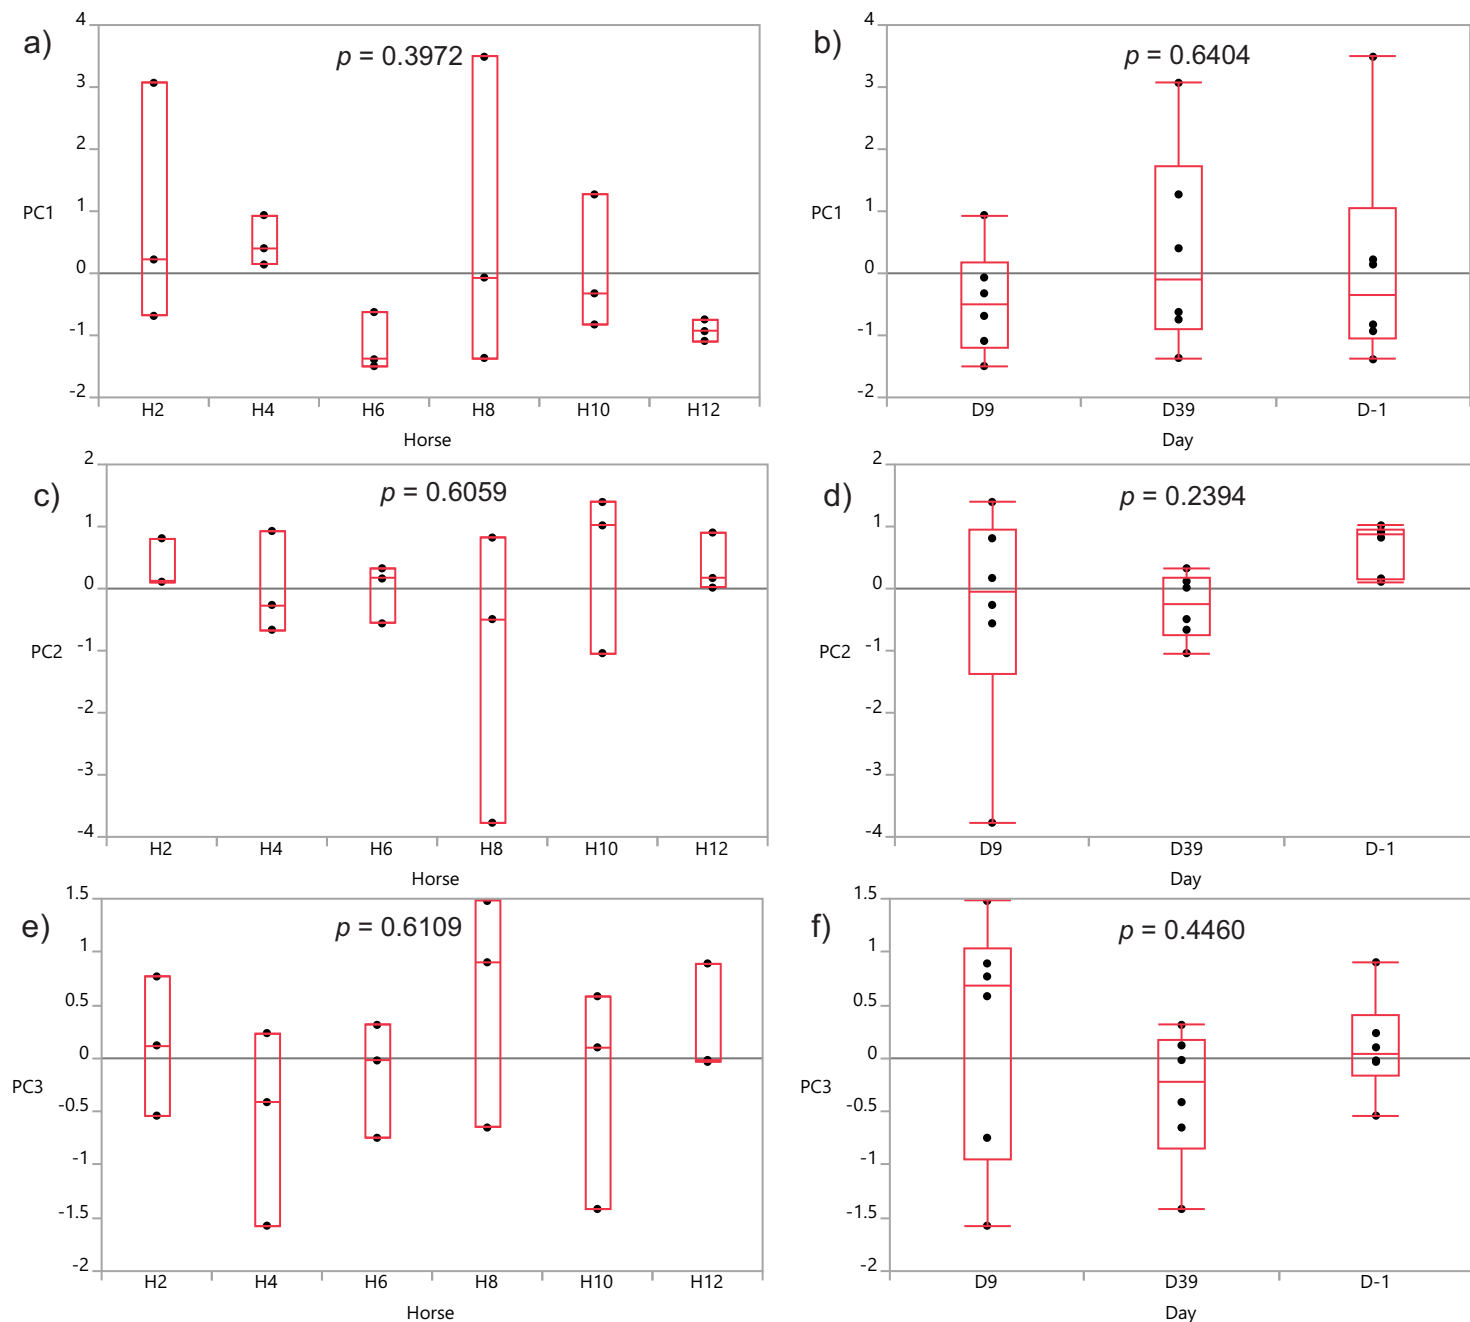 a)
p = 0.3972
4
3
2
1
0
-1
-2
PC1
H2 H4 H6 H8 H10 H12
Horse
b)
p = 0.6404
4
3
2
1
0
-1
-2
PC1
D9 D39 D-1
Day
c)
p = 0.6059
2
1
0
-1
-2
-3
-4
PC2
H2 H4 H6 H8 H10 H12
Horse
d)
p = 0.2394
2
1
0
-1
-2
-3
-4
PC2
D9 D39 D-1
Day
e)
p = 0.6109
1.5
1
0.5
0
-0.5
-1
-1.5
-2
PC3
H2 H4 H6 H8 H10 H12
Horse
f)
p = 0.4460
1.5
1
0.5
0
-0.5
-1
-1.5
-2
PC3
D9 D39 D-1
Day